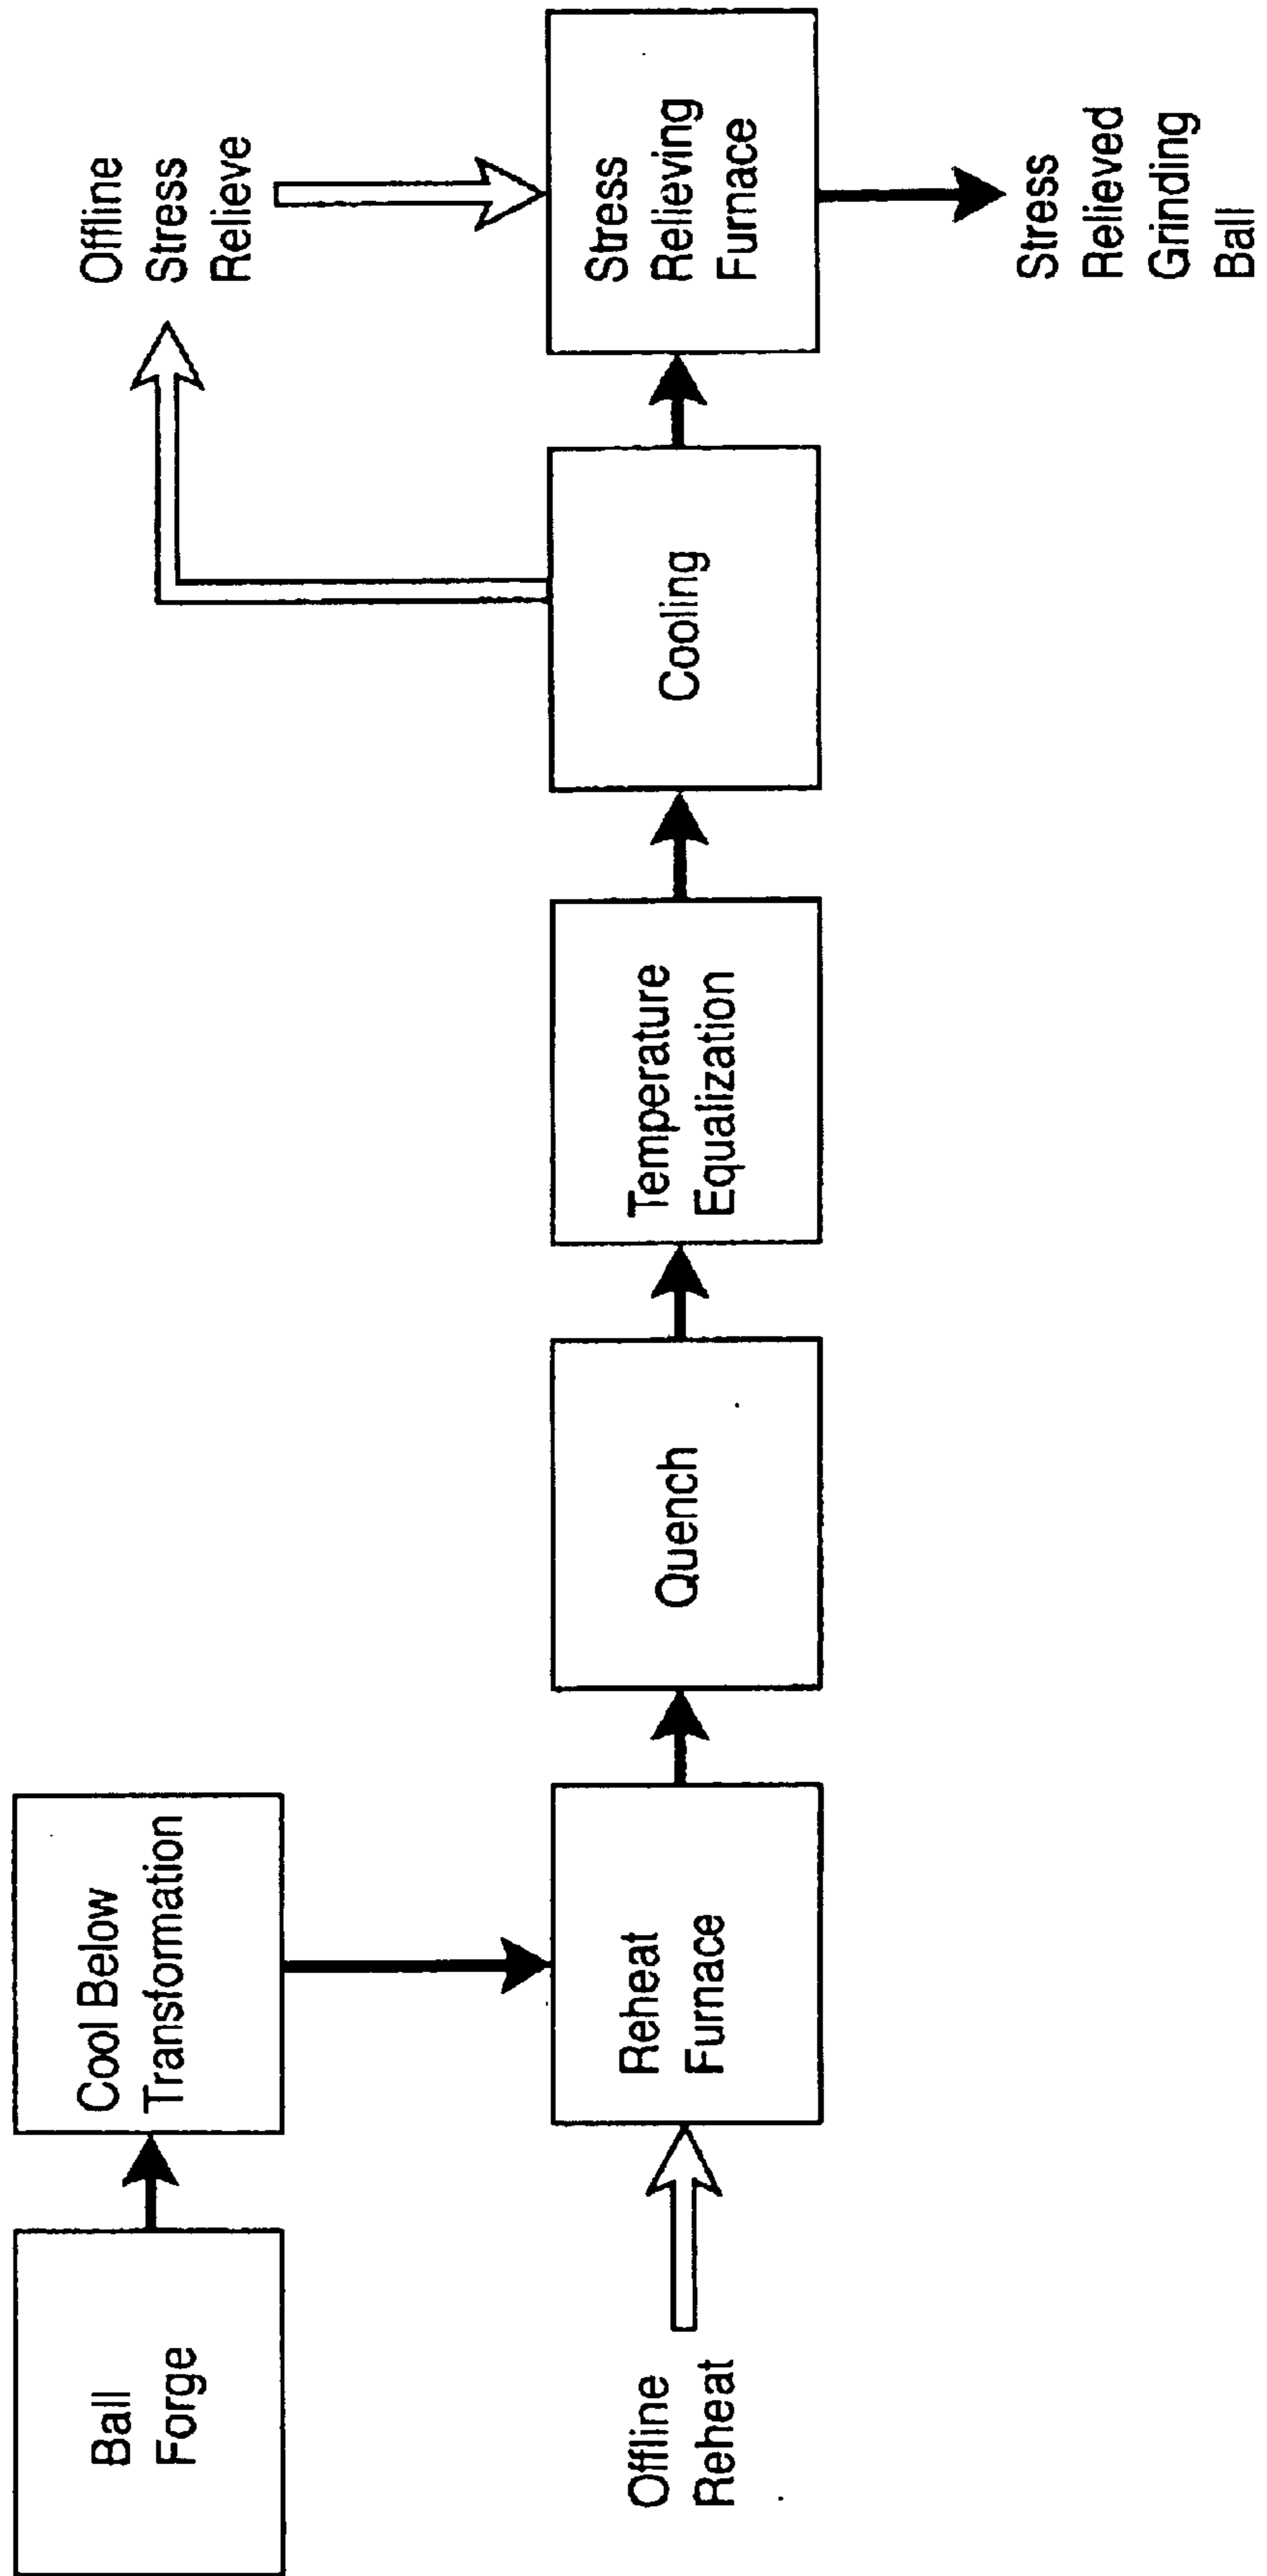 Ball
Forge
Cool Below
Transformation
Offline
Reheat
Reheat
Furnace
Quench
Temperature
Equalization
Cooling
Offline
Stress
Relieve
Stress
Relieving
Furnace
Stress
Relieved
Grinding
Ball